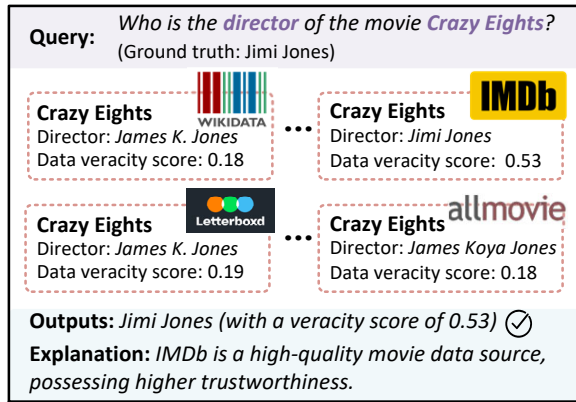 Query: Who is the director of the movie Crazy Eights?
(Ground truth: Jimi Jones)
WIKIDATA
Crazy Eights
Director: James K. Jones
Data veracity score: 0.18
...
IMDb
Crazy Eights
Director: Jimi Jones
Data veracity score: 0.53
Letterboxd
Crazy Eights
Director: James K. Jones
Data veracity score: 0.19
...
allmovie
Crazy Eights
Director: James Koya Jones
Data veracity score: 0.18
Outputs: Jimi Jones (with a veracity score of 0.53)
Explanation: IMDb is a high-quality movie data source,
possessing higher trustworthiness.